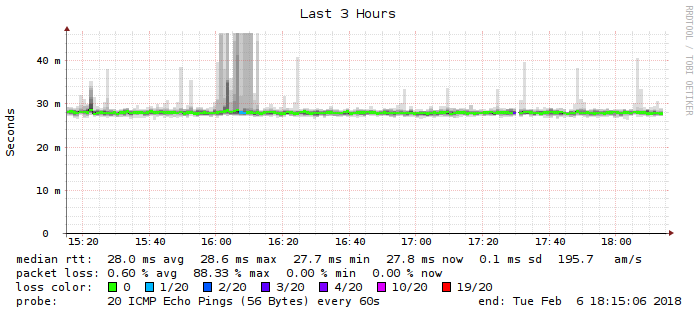 Last 3 Hours
RRDTOOL / TOBI OETIKER
Seconds
40 m
30 m
20 m
10 m
0
15:20 15:40 16:00 16:20 16:40 17:00 17:20 17:40 18:00
median rtt: 28.0 ms avg 28.6 ms max 27.7 ms min 27.8 ms now 0.1 ms sd 195.7 am/s
packet loss: 0.60 % avg 88.33 % max 0.00 % min 0.00 % now
loss color: 0 1/20 2/20 3/20 4/20 10/20 19/20
probe: 20 ICMP Echo Pings (56 Bytes) every 60s end: Tue Feb 6 18:15:06 2018